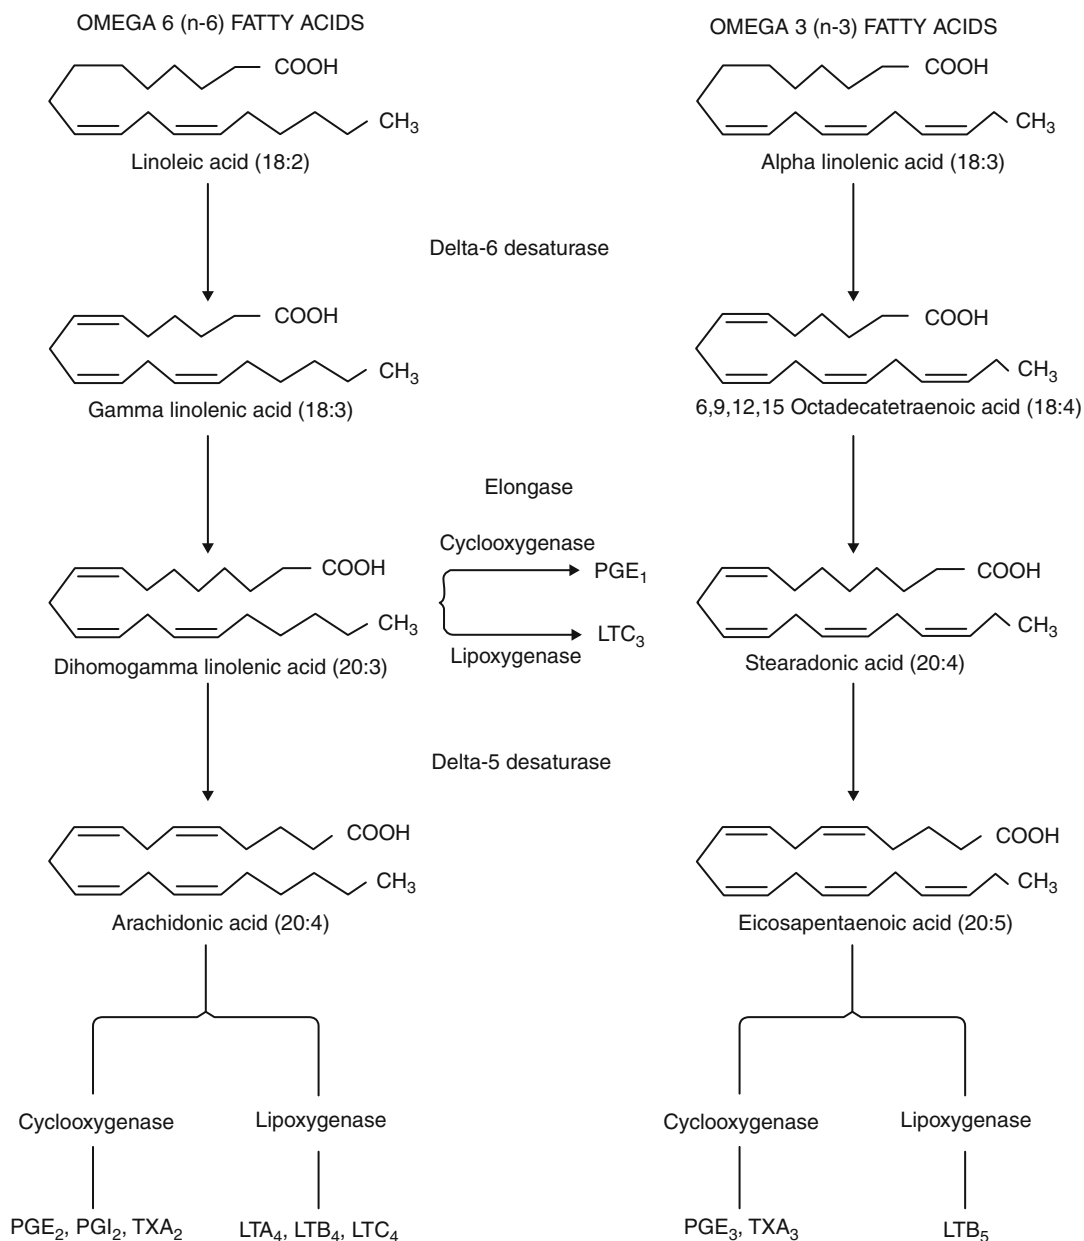 OMEGA 6 (n-6) FATTY ACIDS
OMEGA 3 (n-3) FATTY ACIDS
COOH
CH₃
Linoleic acid (18:2)
COOH
CH₃
Alpha linolenic acid (18:3)
Delta-6 desaturase
COOH
CH₃
Gamma linolenic acid (18:3)
COOH
CH₃
6,9,12,15 Octadecatetraenoic acid (18:4)
Elongase
COOH
CH₃
Dihomogamma linolenic acid (20:3)
Cyclooxygenase
PGE₁
LTC₃
Lipoxygenase
COOH
CH₃
Stearadonic acid (20:4)
Delta-5 desaturase
COOH
CH₃
Arachidonic acid (20:4)
COOH
CH₃
Eicosapentaenoic acid (20:5)
Cyclooxygenase
Lipoxygenase
Cyclooxygenase
Lipoxygenase
PGE₂, PGI₂, TXA₂
LTA₄, LTB₄, LTC₄
PGE₃, TXA₃
LTB₅